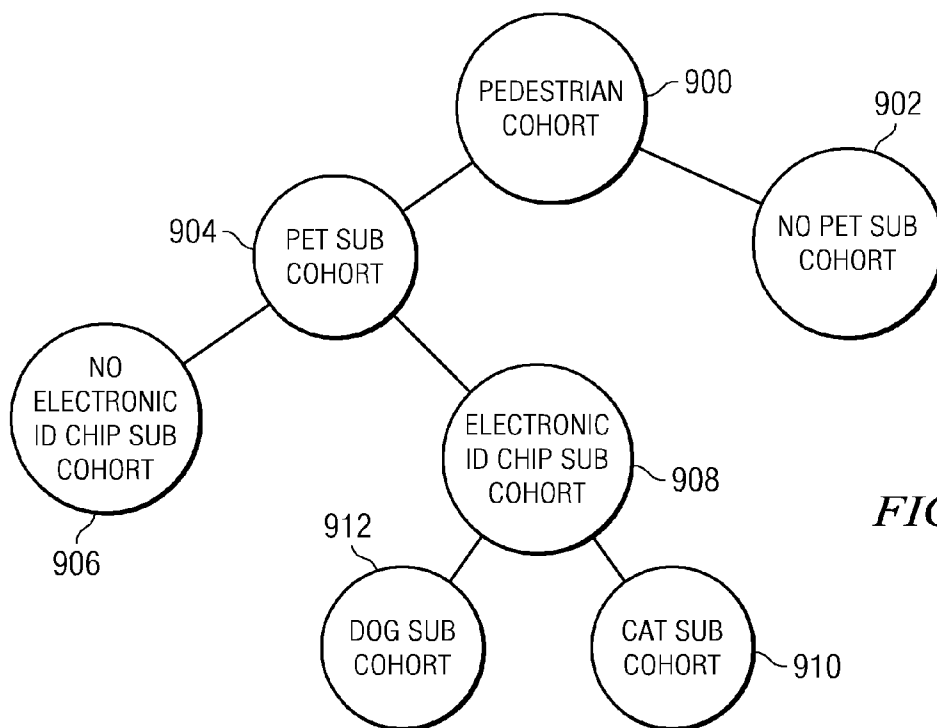 PEDESTRIAN
COHORT
900
902
NO PET SUB
COHORT
904
PET SUB
COHORT
NO
ELECTRONIC
ID CHIP SUB
COHORT
906
ELECTRONIC
ID CHIP SUB
COHORT
908
912
DOG SUB
COHORT
CAT SUB
COHORT
910
FIG